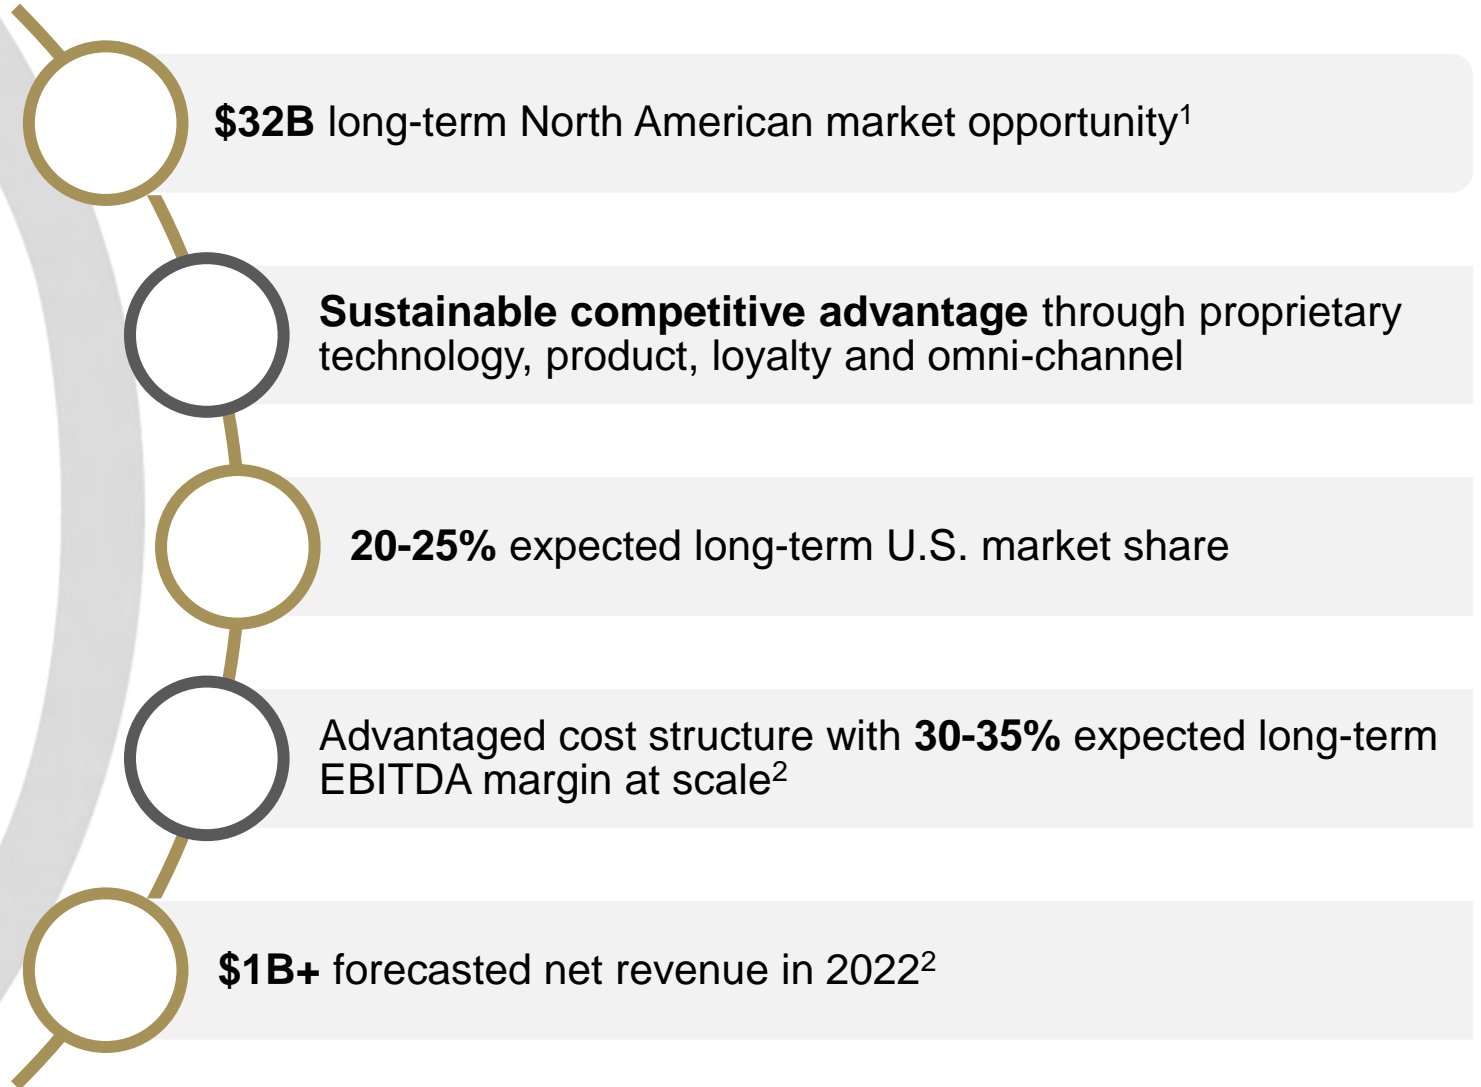 $32B long-term North American market opportunity¹
Sustainable competitive advantage through proprietary
technology, product, loyalty and omni-channel
20-25% expected long-term U.S. market share
Advantaged cost structure with 30-35% expected long-term
EBITDA margin at scale²
$1B+ forecasted net revenue in 2022²